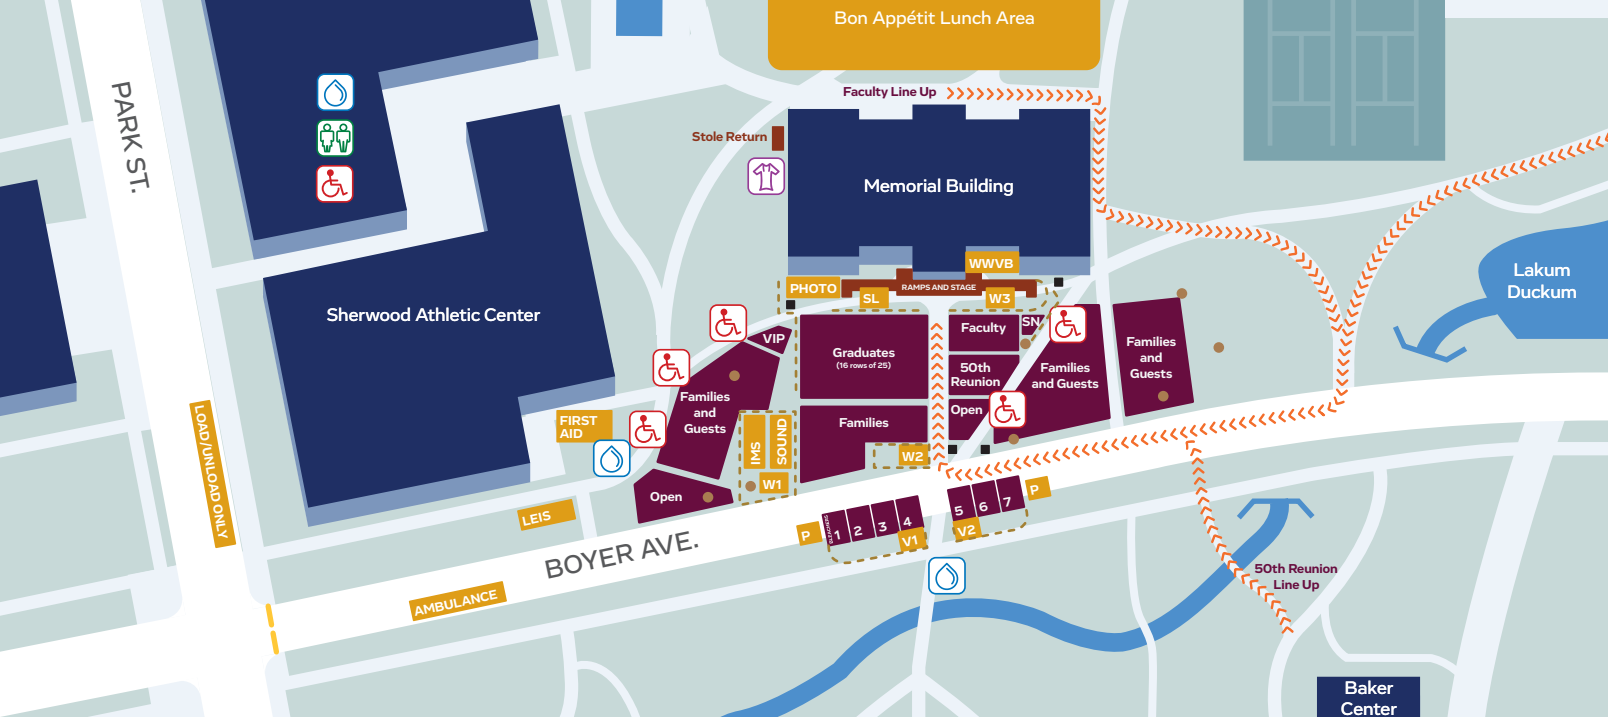 Bon Appétit Lunch Area
Faculty Line Up
PARK ST.
Stole Return
Memorial Building
WWVB
PHOTO
RAMPS AND STAGE
SL
W3
Lakum
Duckum
Sherwood Athletic Center
VIP
Graduates
(16 rows of 25)
Faculty
SN
50th
Reunion
Open
Families
and Guests
Families
and
Guests
Families
and
Guests
Families
FIRST
AID
IMS
SOUND
W2
W1
Open
LOAD/UNLOAD ONLY
LEIS
P
1
2
3
4
V1
5
6
7
P
V2
BOYER AVE.
AMBULANCE
50th Reunion
Line Up
Baker
Center